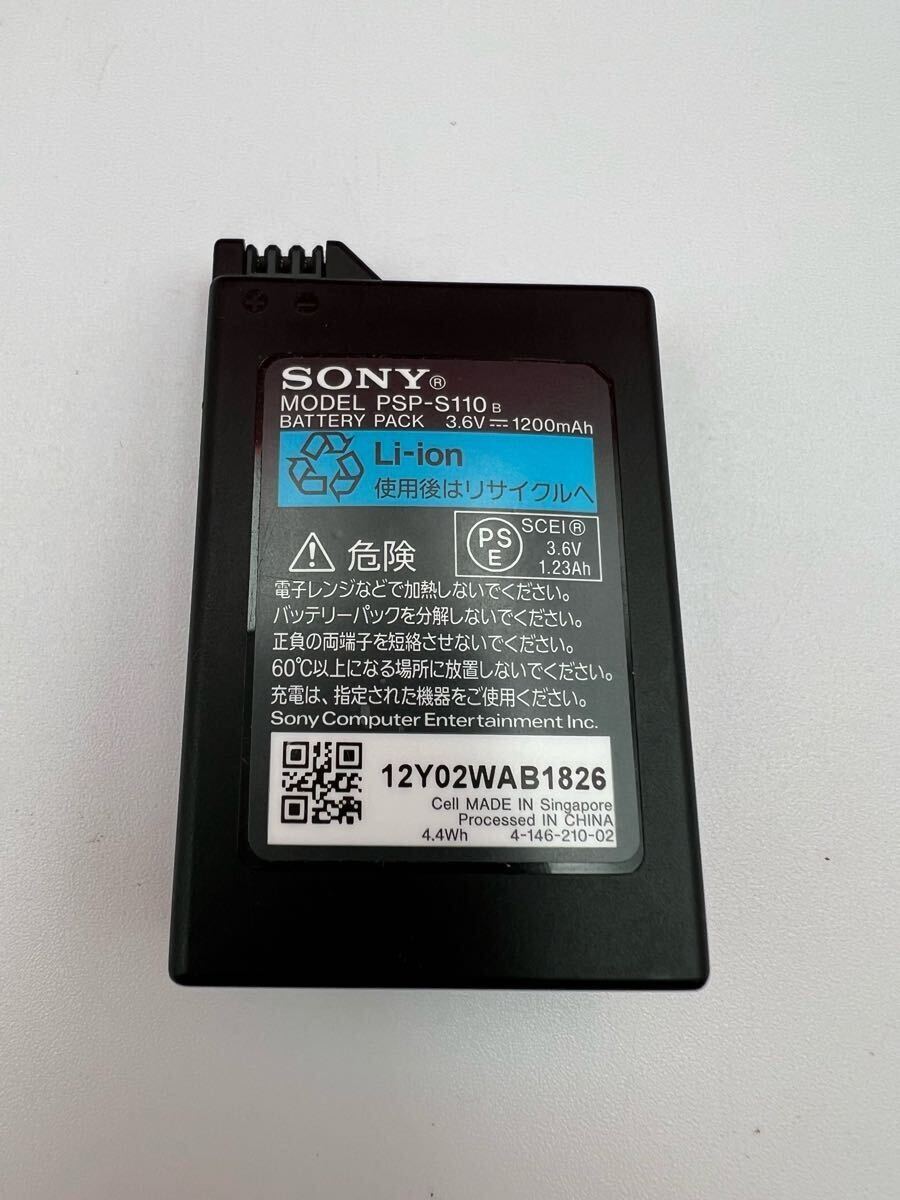 SONY®
MODEL PSP-S110 B
BATTERY PACK 3.6V⎓1200mAh
Li-ion
使用後はリサイクルへ
⚠危険
PS
E
SCEI®
3.6V
1.23Ah
電子レンジなどで加熱しないでください。
バッテリーパックを分解しないでください。
正負の両端子を短絡させないでください。
60℃以上になる場所に放置しないでください。
充電は、指定された機器をご使用ください。
Sony Computer Entertainment Inc.
12Y02WAB1826
Cell MADE IN Singapore
Processed IN CHINA
4.4Wh 4-146-210-02